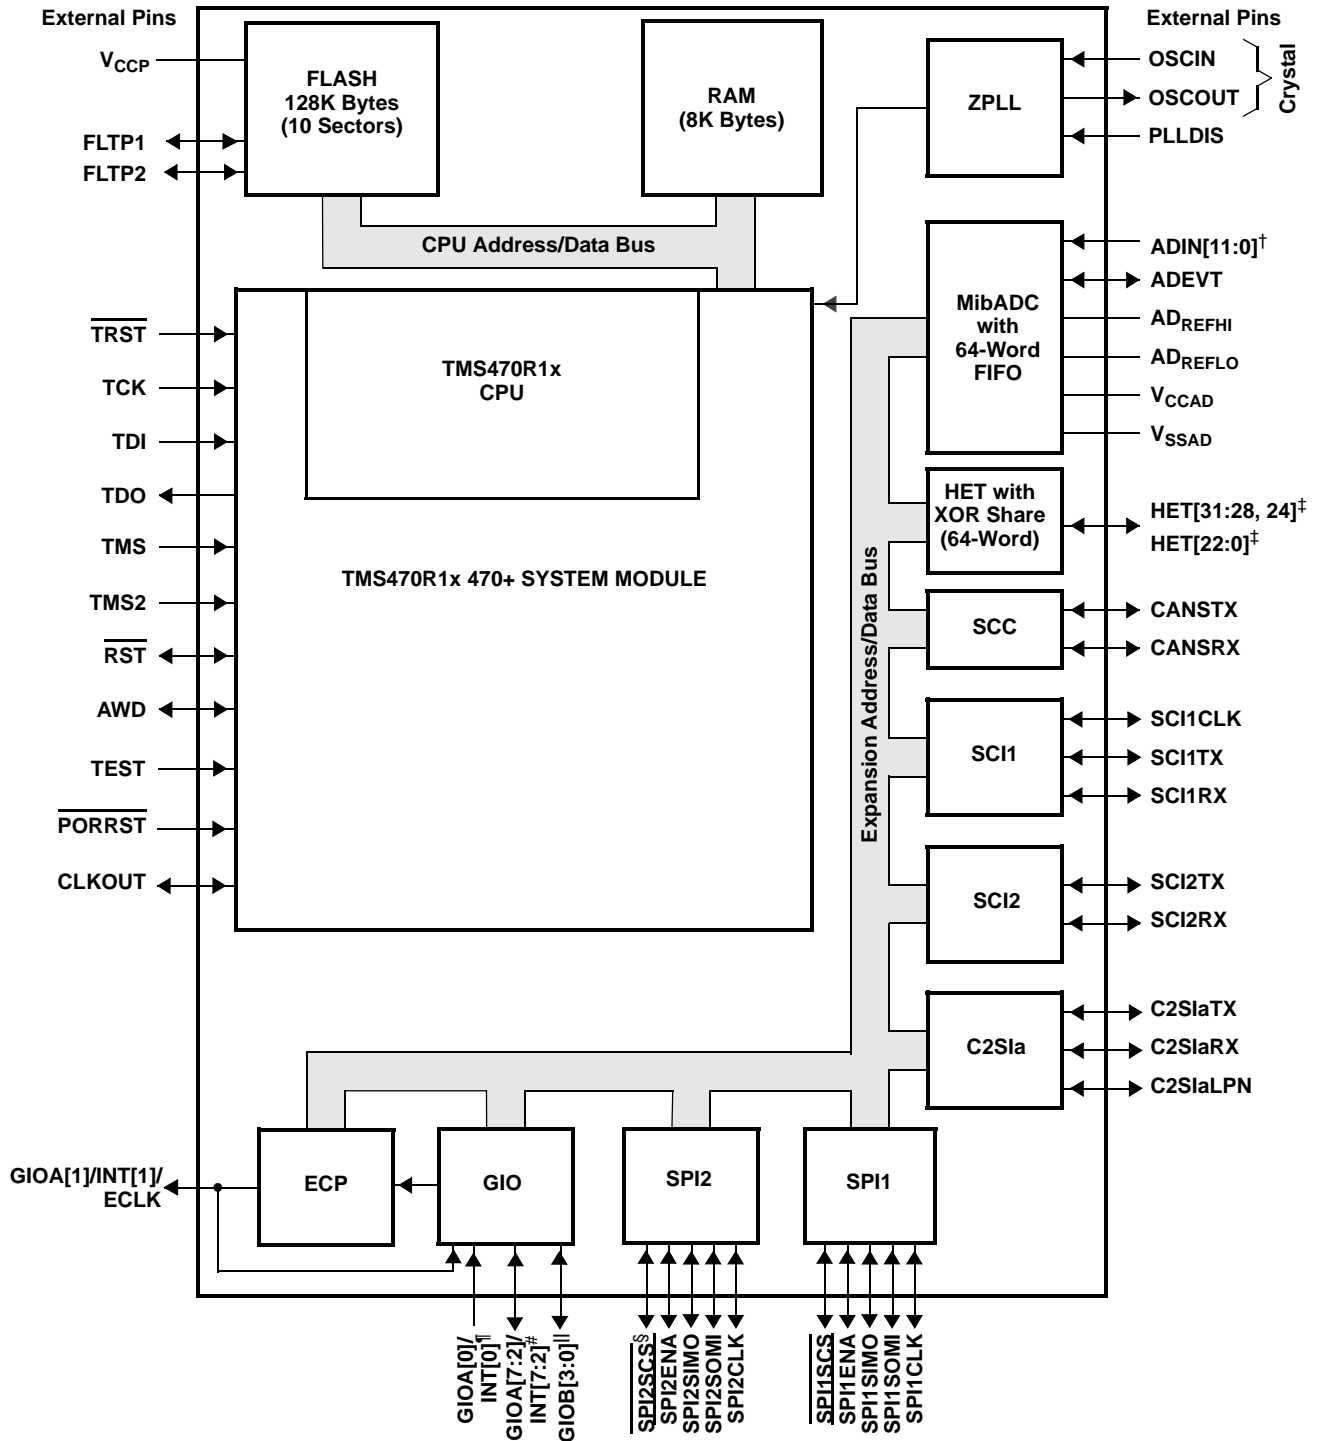 External Pins
External Pins
VCCP
FLTP1
FLTP2
FLASH
128K Bytes
(10 Sectors)
RAM
(8K Bytes)
ZPLL
OSCIN
OSCOUT
Crystal
PLLDIS
CPU Address/Data Bus
MibADC
with
64-Word
FIFO
ADIN[11:0]†
ADEVT
ADREFHI
ADREFLO
VCCAD
VSSAD
TRST
TCK
TDI
TDO
TMS
TMS2
RST
AWD
TEST
PORRST
CLKOUT
TMS470R1x
CPU
TMS470R1x 470+ SYSTEM MODULE
Expansion Address/Data Bus
HET with
XOR Share
(64-Word)
HET[31:28, 24]‡
HET[22:0]‡
SCC
CANSTX
CANSRX
SCI1
SCI1CLK
SCI1TX
SCI1RX
SCI2
SCI2TX
SCI2RX
C2SIa
C2SIaTX
C2SIaRX
C2SIaLPN
GIOA[1]/INT[1]/
ECLK
ECP
GIO
SPI2
SPI1
GIOA[0]/
INT[0]¶
GIOA[7:2]/
INT[7:2]#
GIOB[3:0]||
SPI2SCS§
SPI2ENA
SPI2SIMO
SPI2SOMI
SPI2CLK
SPI1SCS
SPI1ENA
SPI1SIMO
SPI1SOMI
SPI1CLK